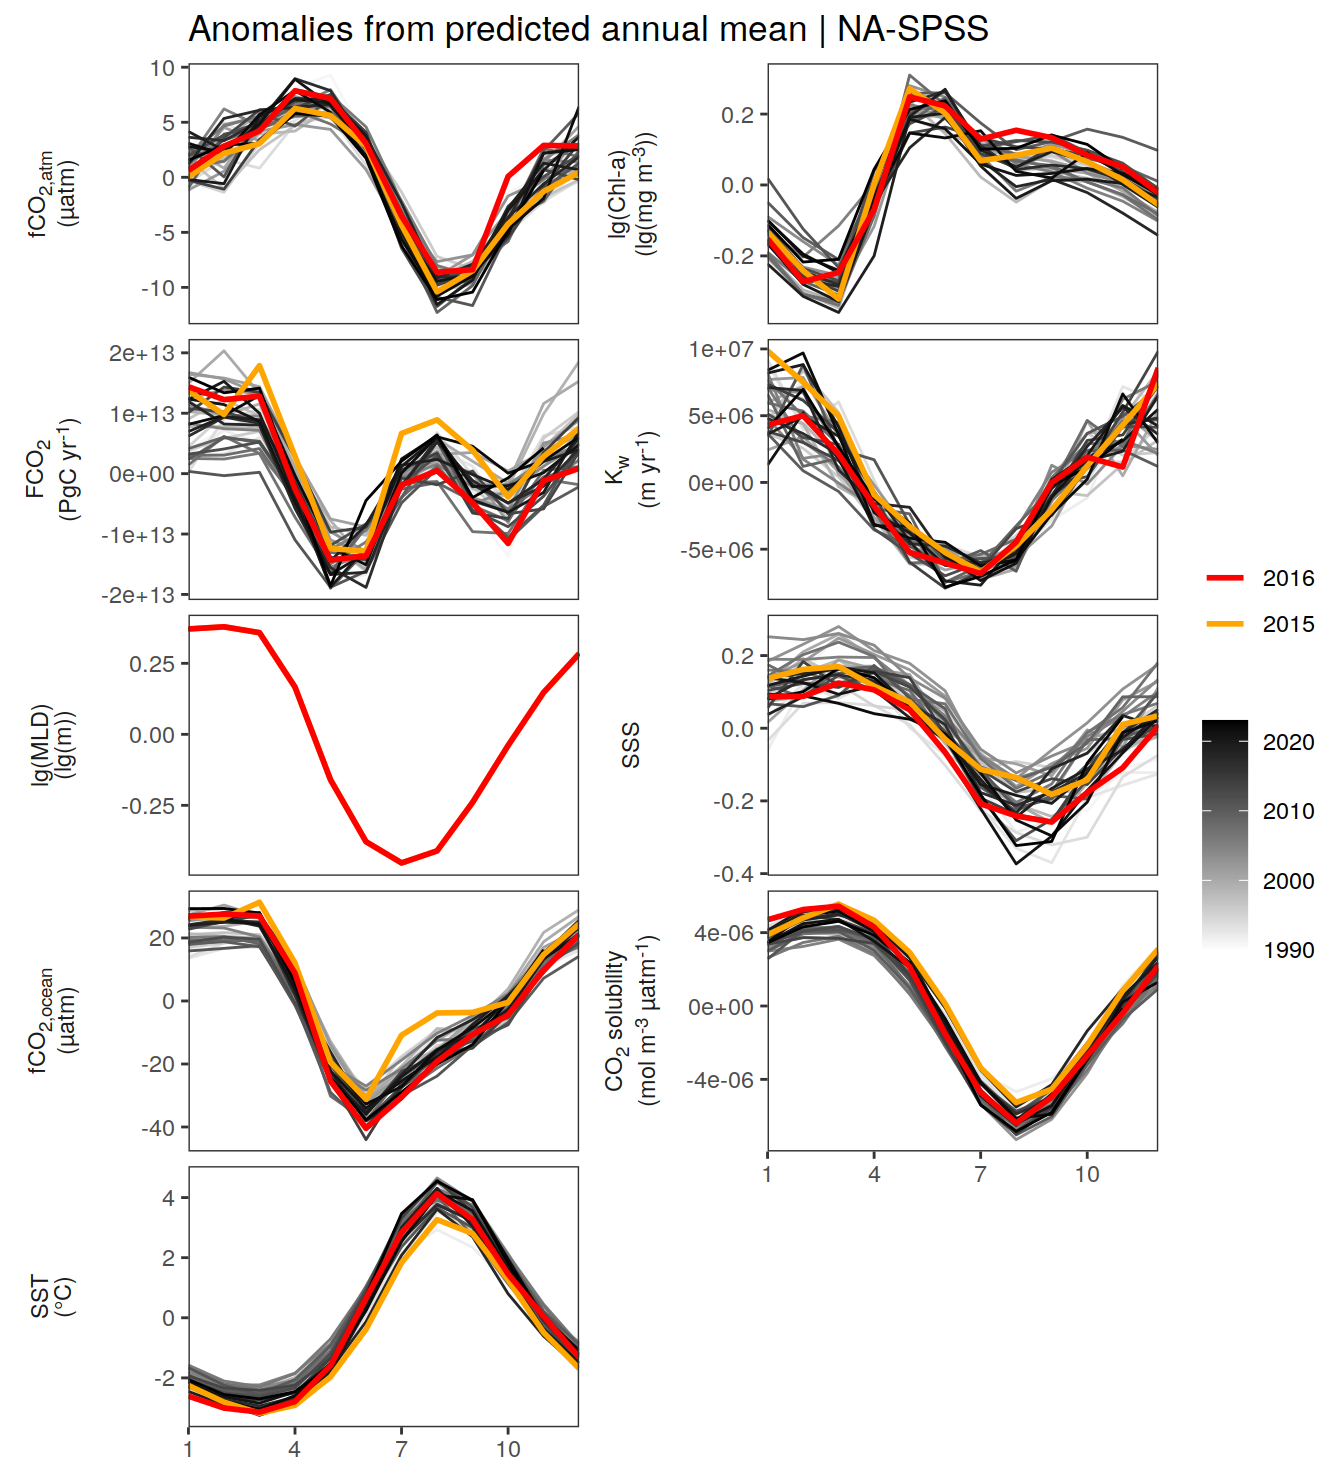 Anomalies from predicted annual mean | NA-SPSS
fCO2,atm
(µatm)
10
5
0
-5
-10
lg(Chl-a)
(lg(mg m-3))
0.2
0.0
-0.2
FCO2
(PgC yr-1)
2e+13
1e+13
0e+00
-1e+13
-2e+13
Kw
(m yr-1)
1e+07
5e+06
0e+00
-5e+06
lg(MLD)
(lg(m))
0.25
0.00
-0.25
SSS
0.2
0.0
-0.2
-0.4
fCO2,ocean
(µatm)
20
0
-20
-40
CO2 solubility
(mol m-3 µatm-1)
4e-06
0e+00
-4e-06
1
4
7
10
SST
(°C)
4
2
0
-2
1
4
7
10
2016
2015
2020
2010
2000
1990